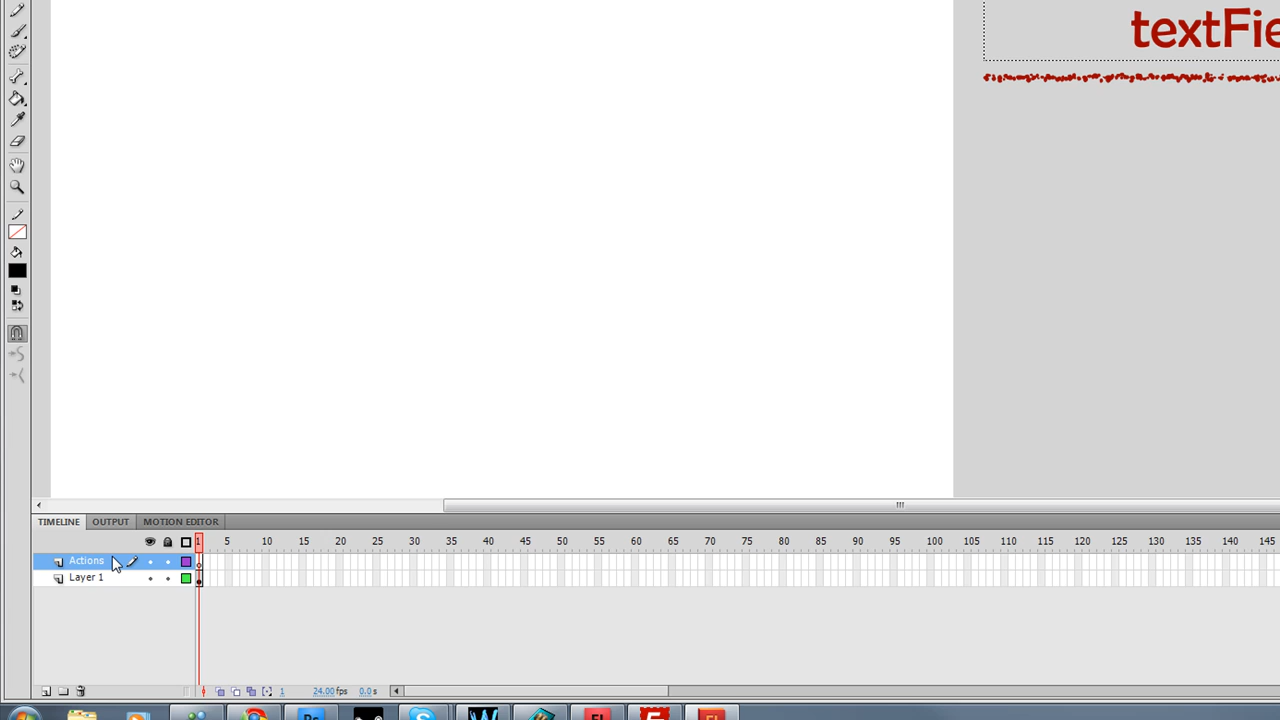 textFie
TIMELINE OUTPUT MOTION EDITOR
1 5 10 15 20 25 30 35 40 45 50 55 60 65 70 75 80 85 90 95 100 105 110 115 120 125 130 135 140 145
Actions
Layer 1
1 24.00 fps 0.0 s
Ps W Fl